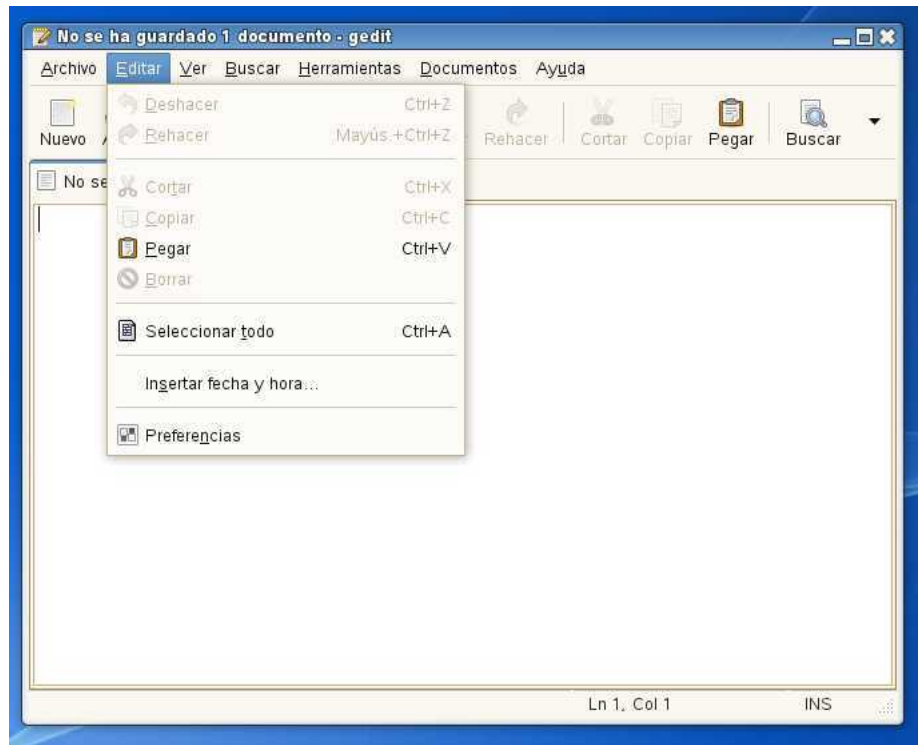 No se ha guardado 1 documento - gedit
Archivo Editar Ver Buscar Herramientas Documentos Ayuda
Nuevo Rehacer Cortar Copiar Pegar Buscar
No se
Deshacer Ctrl+Z
Rehacer Mayús.+Ctrl+Z
Cortar Ctrl+X
Copiar Ctrl+C
Pegar Ctrl+V
Borrar
Seleccionar todo Ctrl+A
Insertar fecha y hora...
Preferencias
Ln 1, Col 1 INS